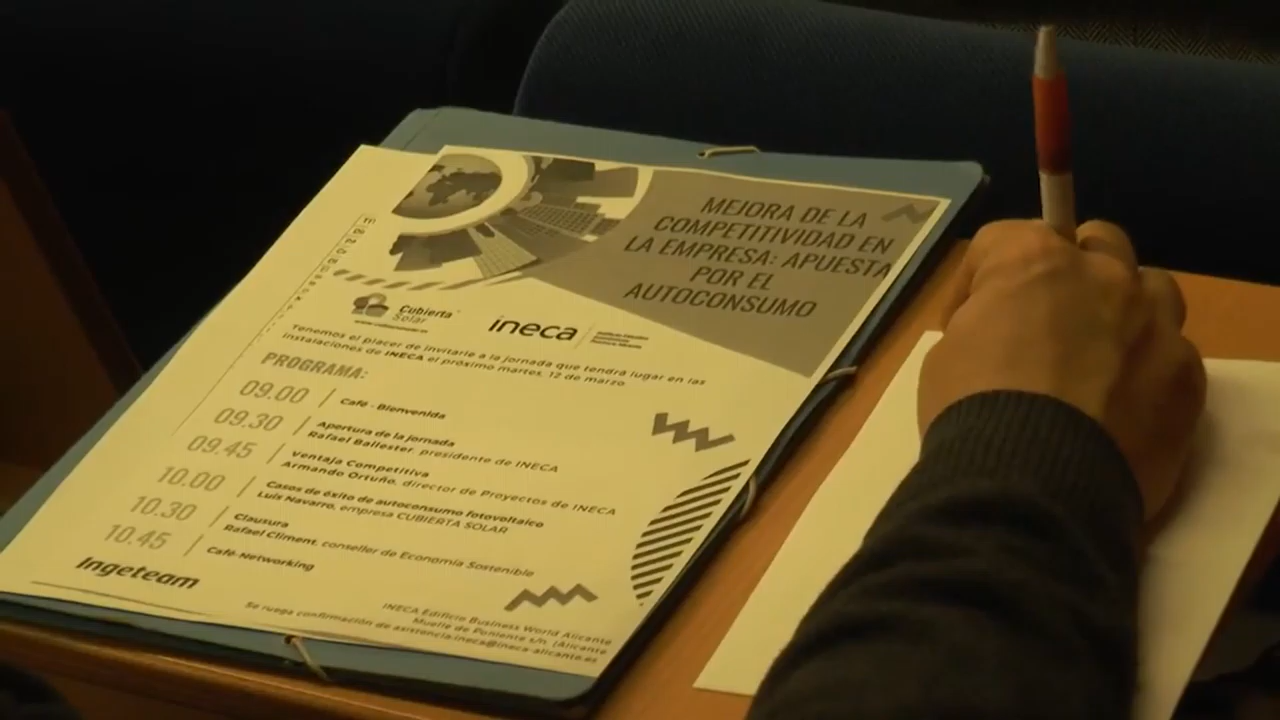 MEJORA DE LA
COMPETITIVIDAD EN
LA EMPRESA: APUESTA
POR EL
AUTOCONSUMO
Cubierta
Solar
ineca
Tenemos el placer de invitarle a la jornada que tendrá lugar en las
instalaciones de INECA el próximo martes, 12 de marzo.
PROGRAMA:
09.00 / Café - Bienvenida
09.30 / Apertura de la jornada
Rafael Ballester, presidente de INECA
09.45 / Ventaja Competitiva
Armando Ortuño, director de Proyectos de INECA
10.00 / Casos de éxito de autoconsumo fotovoltaico
Luis Navarro, empresa CUBIERTA SOLAR
10.30 / Clausura
Rafael Climent, conseller de Economía Sostenible
10.45 / Café-Networking
Ingeteam
INECA Edificio Business World Alicante
Muelle de Poniente s/n. (Alicante
Se ruega confirmación de asistencia:ineca@ineca-alicante.es